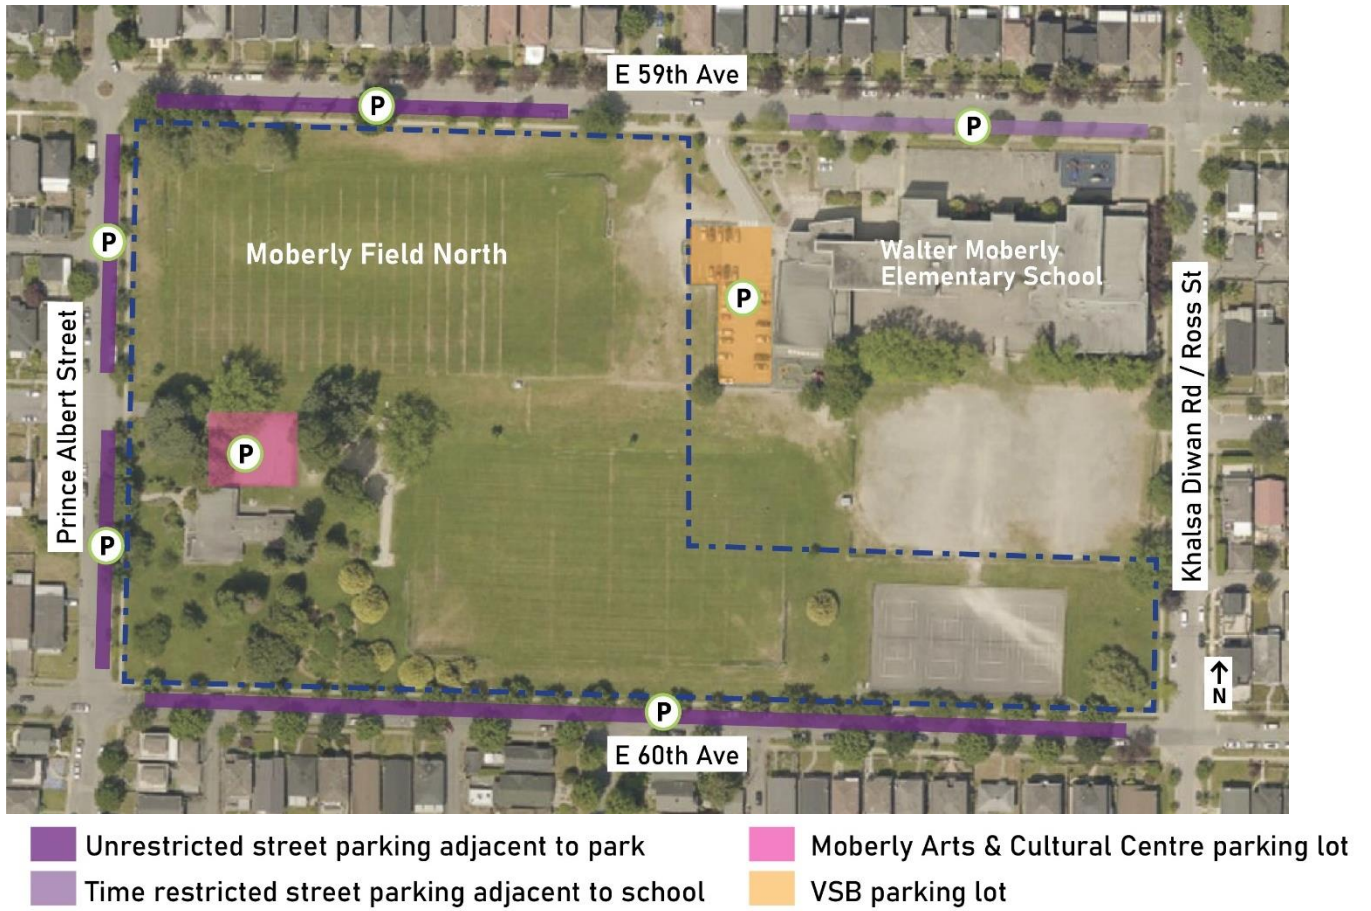 E 59th Ave
P
P
P
Moberly Field North
Walter Moberly
Elementary School
P
Khalsa Diwan Rd / Ross St
Prince Albert Street
P
P
N
P
E 60th Ave
Unrestricted street parking adjacent to park
Time restricted street parking adjacent to school
Moberly Arts & Cultural Centre parking lot
VSB parking lot